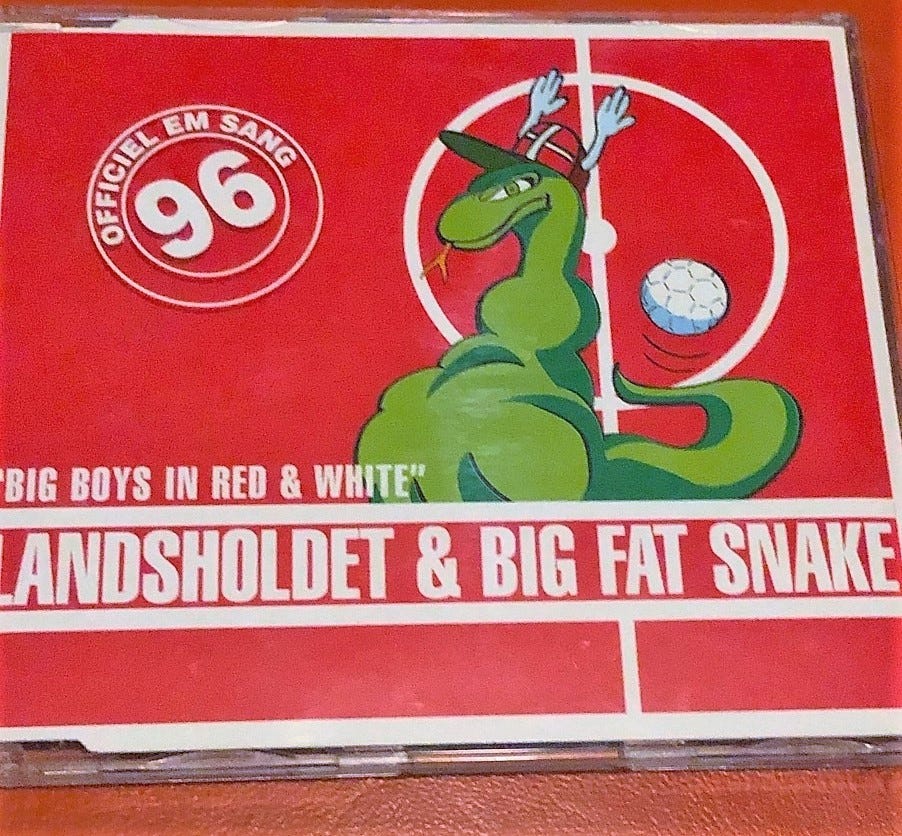 OFFICIEL EM SANG
96
"BIG BOYS IN RED & WHITE"
LANDSHOLDET & BIG FAT SNAKE